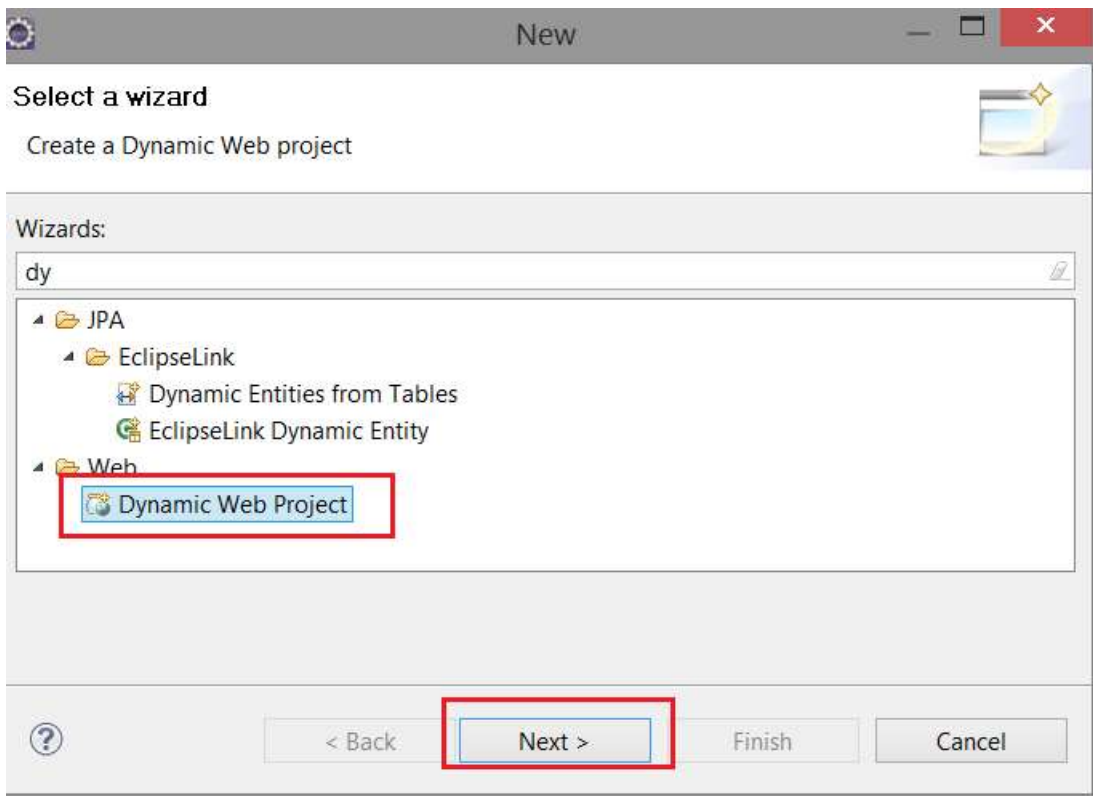 New
Select a wizard
Create a Dynamic Web project
Wizards:
dy
JPA
EclipseLink
Dynamic Entities from Tables
EclipseLink Dynamic Entity
Web
Dynamic Web Project
? < Back Next > Finish Cancel